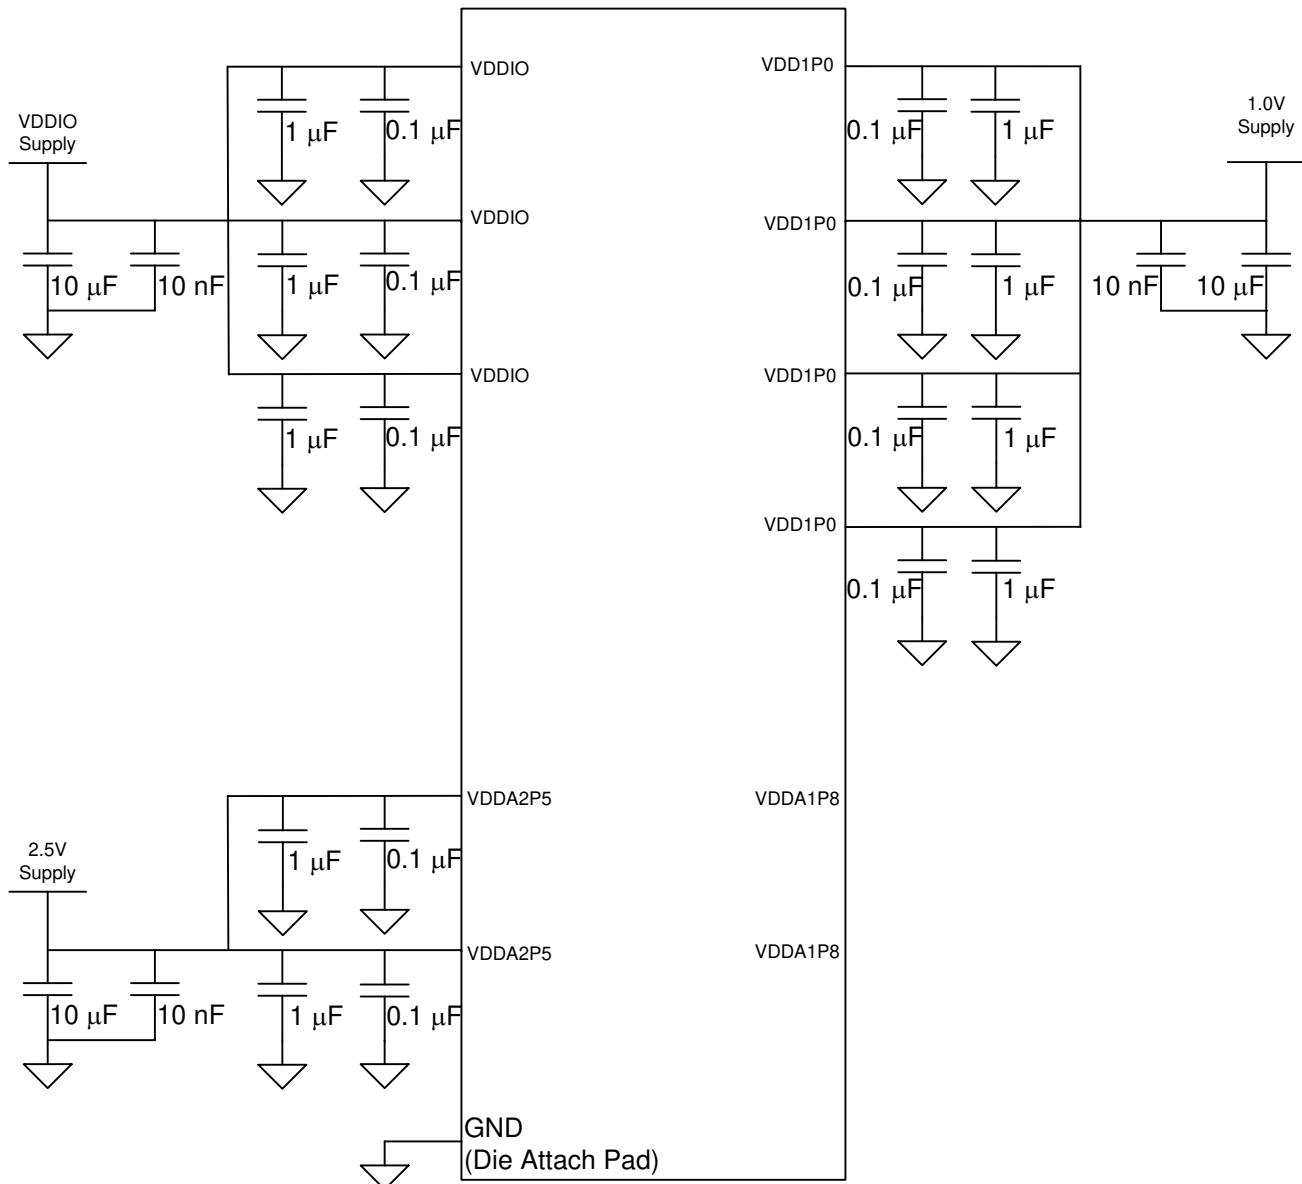 VDDIO
VDD1P0
VDDIO
Supply
1 µF
0.1 µF
0.1 µF
1 µF
1.0V
Supply
VDDIO
VDD1P0
10 µF
10 nF
1 µF
0.1 µF
0.1 µF
1 µF
10 nF
10 µF
VDDIO
VDD1P0
1 µF
0.1 µF
0.1 µF
1 µF
VDD1P0
0.1 µF
1 µF
VDDA2P5
VDDA1P8
2.5V
Supply
1 µF
0.1 µF
VDDA2P5
VDDA1P8
10 µF
10 nF
1 µF
0.1 µF
GND
(Die Attach Pad)